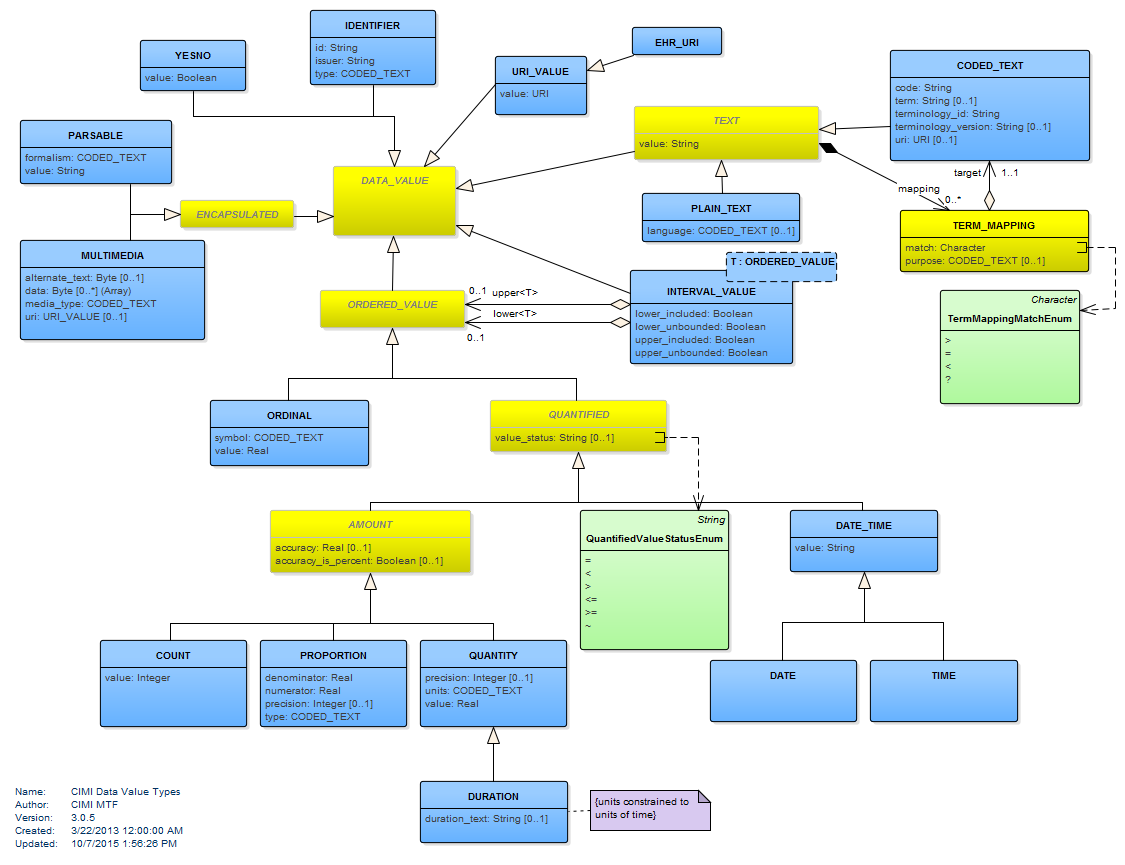 IDENTIFIER
id: String
issuer: String
type: CODED_TEXT
YESNO
value: Boolean
EHR_URI
URI_VALUE
value: URI
CODED_TEXT
code: String
term: String [0..1]
terminology_id: String
terminology_version: String [0..1]
uri: URI [0..1]
PARSABLE
formalism: CODED_TEXT
value: String
TEXT
value: String
DATA_VALUE
target
1..1
mapping
0..*
ENCAPSULATED
PLAIN_TEXT
language: CODED_TEXT [0..1]
TERM_MAPPING
match: Character
purpose: CODED_TEXT [0..1]
MULTIMEDIA
alternate_text: Byte [0..1]
data: Byte [0..*] (Array)
media_type: CODED_TEXT
uri: URI_VALUE [0..1]
T : ORDERED_VALUE
INTERVAL_VALUE
lower_included: Boolean
lower_unbounded: Boolean
upper_included: Boolean
upper_unbounded: Boolean
0..1
upper<T>
lower<T>
0..1
ORDERED_VALUE
Character
TermMappingMatchEnum
>
=
<
?
ORDINAL
symbol: CODED_TEXT
value: Real
QUANTIFIED
value_status: String [0..1]
AMOUNT
accuracy: Real [0..1]
accuracy_is_percent: Boolean [0..1]
String
QuantifiedValueStatusEnum
=
<
>
<=
>=
~
DATE_TIME
value: String
COUNT
value: Integer
PROPORTION
denominator: Real
numerator: Real
precision: Integer [0..1]
type: CODED_TEXT
QUANTITY
precision: Integer [0..1]
units: CODED_TEXT
value: Real
DATE
TIME
DURATION
duration_text: String [0..1]
{units constrained to
units of time}
Name: CIMI Data Value Types
Author: CIMI MTF
Version: 3.0.5
Created: 3/22/2013 12:00:00 AM
Updated: 10/7/2015 1:56:26 PM